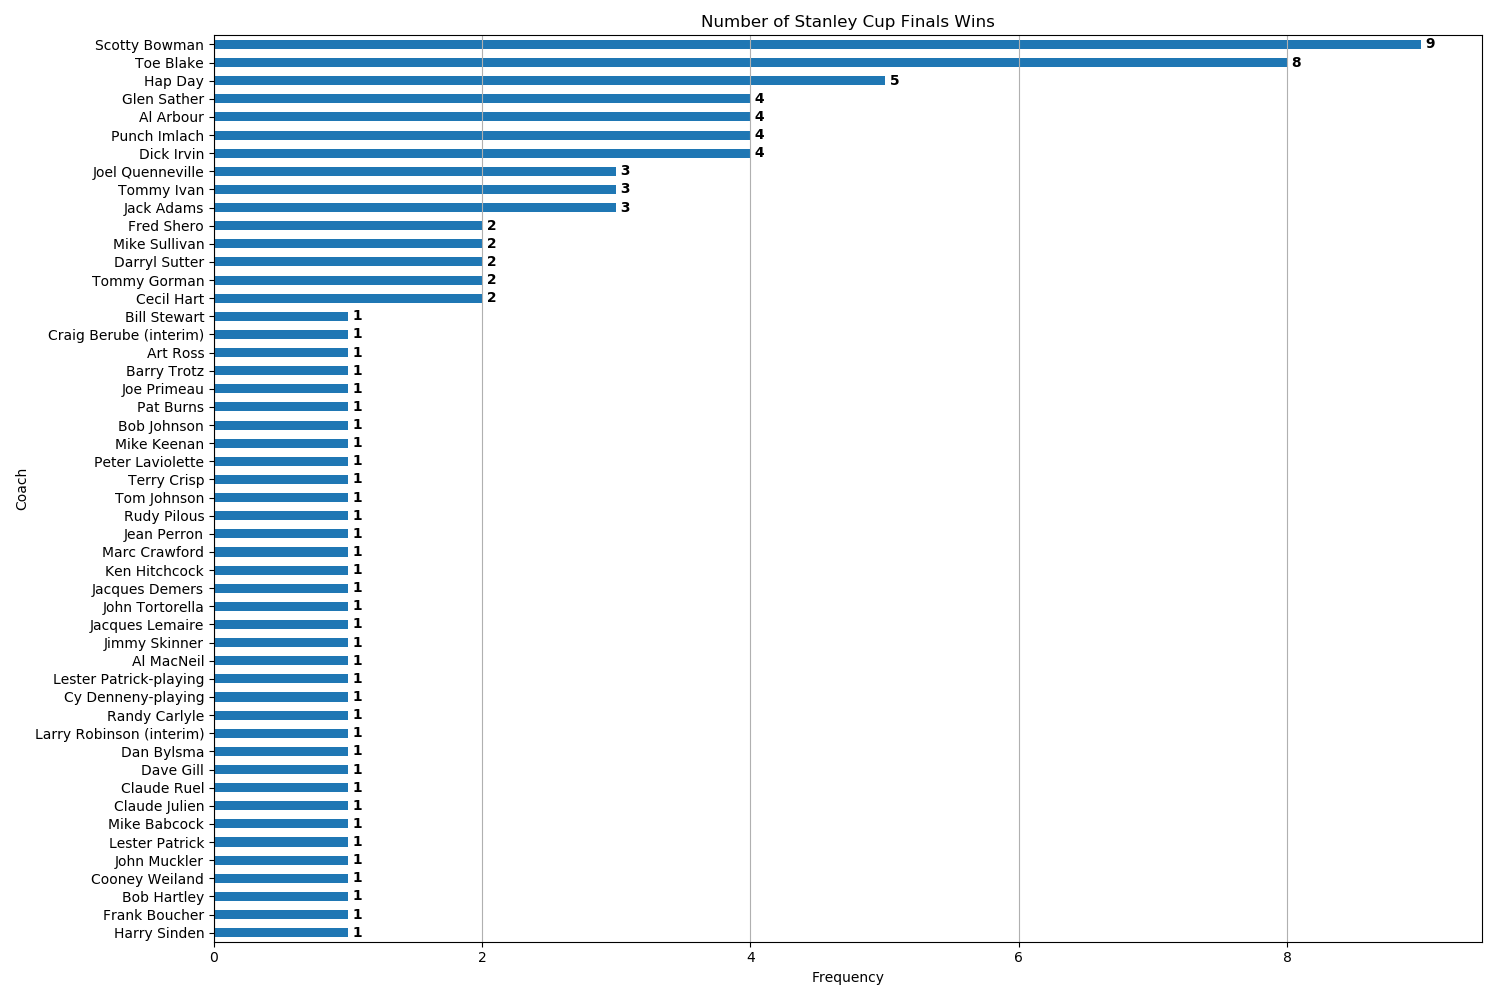 Number of Stanley Cup Finals Wins
Scotty Bowman 9
Toe Blake 8
Hap Day 5
Glen Sather 4
Al Arbour 4
Punch Imlach 4
Dick Irvin 4
Joel Quenneville 3
Tommy Ivan 3
Jack Adams 3
Fred Shero 2
Mike Sullivan 2
Darryl Sutter 2
Tommy Gorman 2
Cecil Hart 2
Bill Stewart 1
Craig Berube (interim) 1
Art Ross 1
Barry Trotz 1
Joe Primeau 1
Pat Burns 1
Bob Johnson 1
Mike Keenan 1
Peter Laviolette 1
Terry Crisp 1
Tom Johnson 1
Rudy Pilous 1
Jean Perron 1
Marc Crawford 1
Ken Hitchcock 1
Jacques Demers 1
John Tortorella 1
Jacques Lemaire 1
Jimmy Skinner 1
Al MacNeil 1
Lester Patrick-playing 1
Cy Denneny-playing 1
Randy Carlyle 1
Larry Robinson (interim) 1
Dan Bylsma 1
Dave Gill 1
Claude Ruel 1
Claude Julien 1
Mike Babcock 1
Lester Patrick 1
John Muckler 1
Cooney Weiland 1
Bob Hartley 1
Frank Boucher 1
Harry Sinden 1
Coach
0 2 4 6 8
Frequency